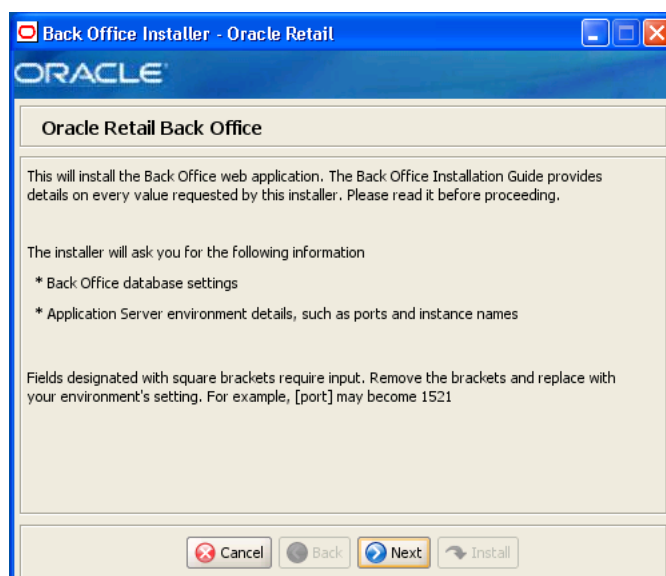 Back Office Installer - Oracle Retail
ORACLE
Oracle Retail Back Office
This will install the Back Office web application. The Back Office Installation Guide provides
details on every value requested by this installer. Please read it before proceeding.
The installer will ask you for the following information
* Back Office database settings
* Application Server environment details, such as ports and instance names
Fields designated with square brackets require input. Remove the brackets and replace with
your environment's setting. For example, [port] may become 1521
Cancel Back Next Install